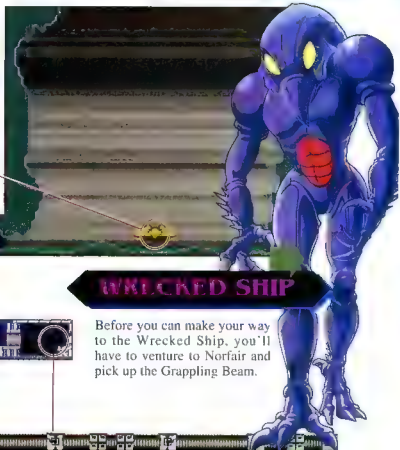 WRECKED SHIP
Before you can make your way
to the Wrecked Ship, you'll
have to venture to Norfair and
pick up the Grappling Beam.